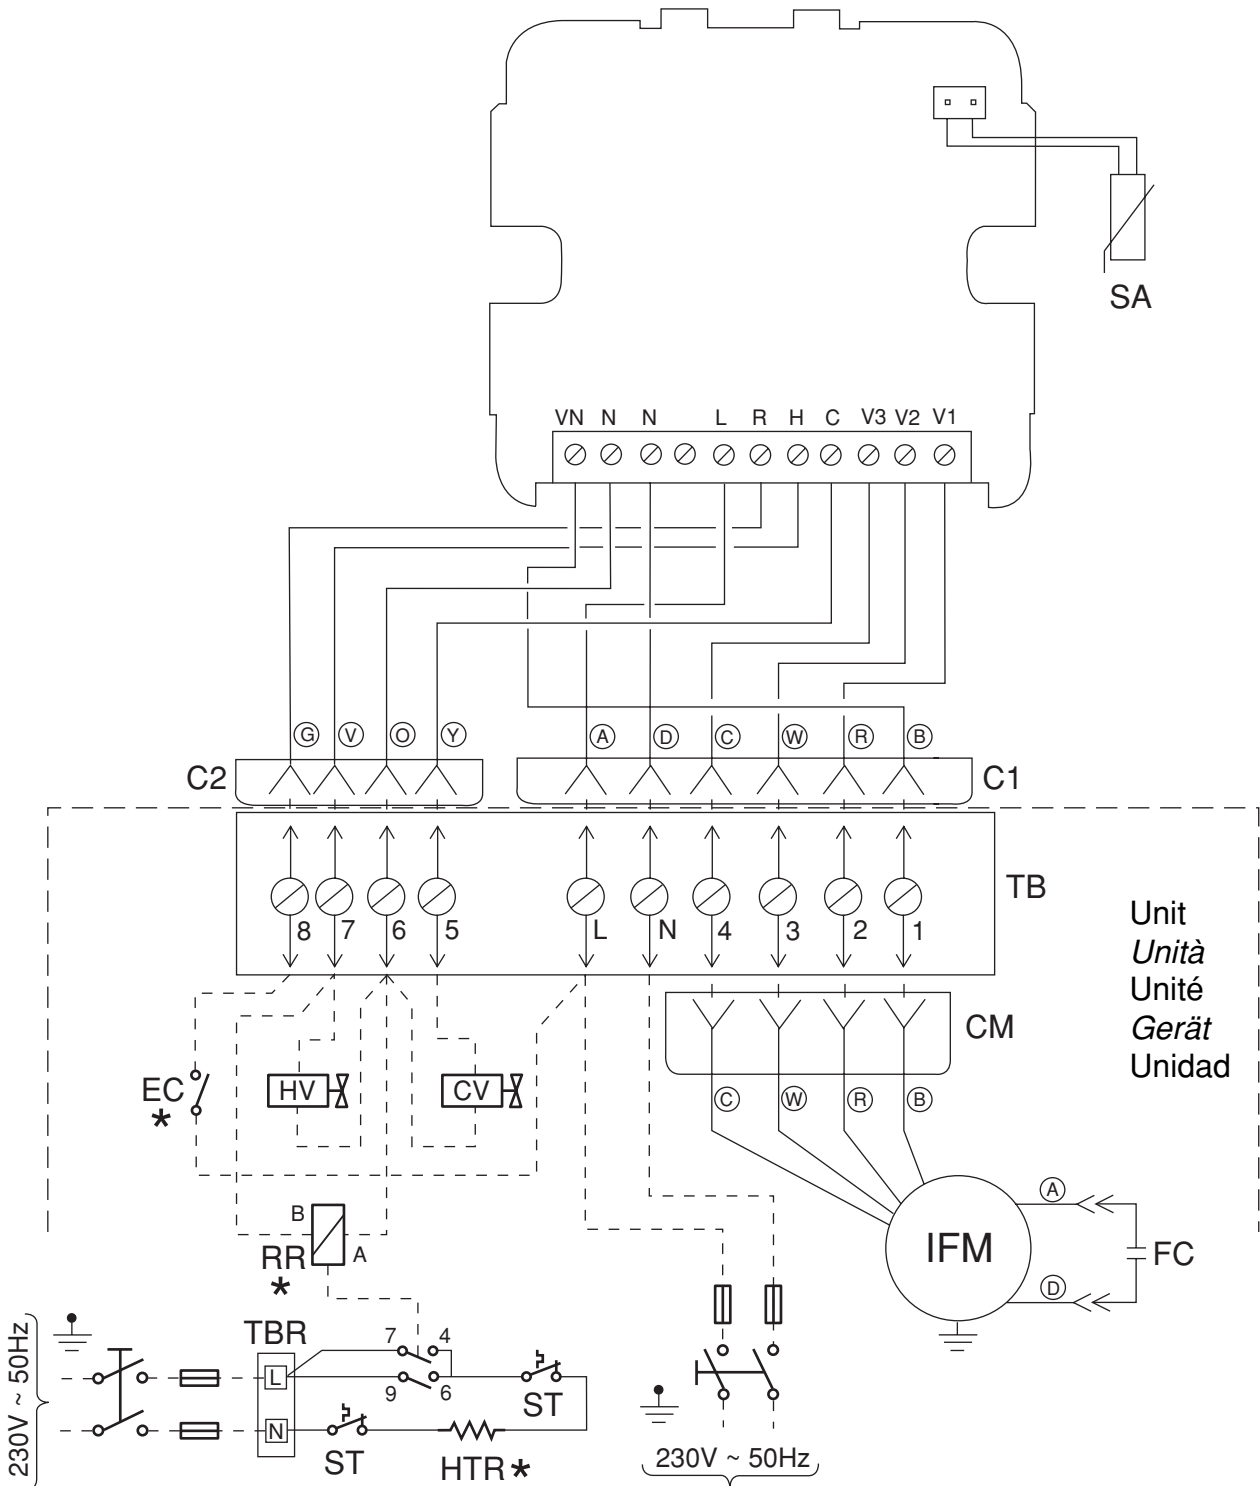 SA
VN N N L R H C V3 V2 V1
G V O Y A D C W R B
C2 C1
TB
8 7 6 5 L N 4 3 2 1
Unit
Unità
Unité
Gerät
Unidad
CM
EC
*
HV CV
C W R B
B
A
RR
*
IFM
A
FC
D
230V ~ 50Hz
TBR
7 4
L
9 6
ST
N
ST
HTR *
230V ~ 50Hz